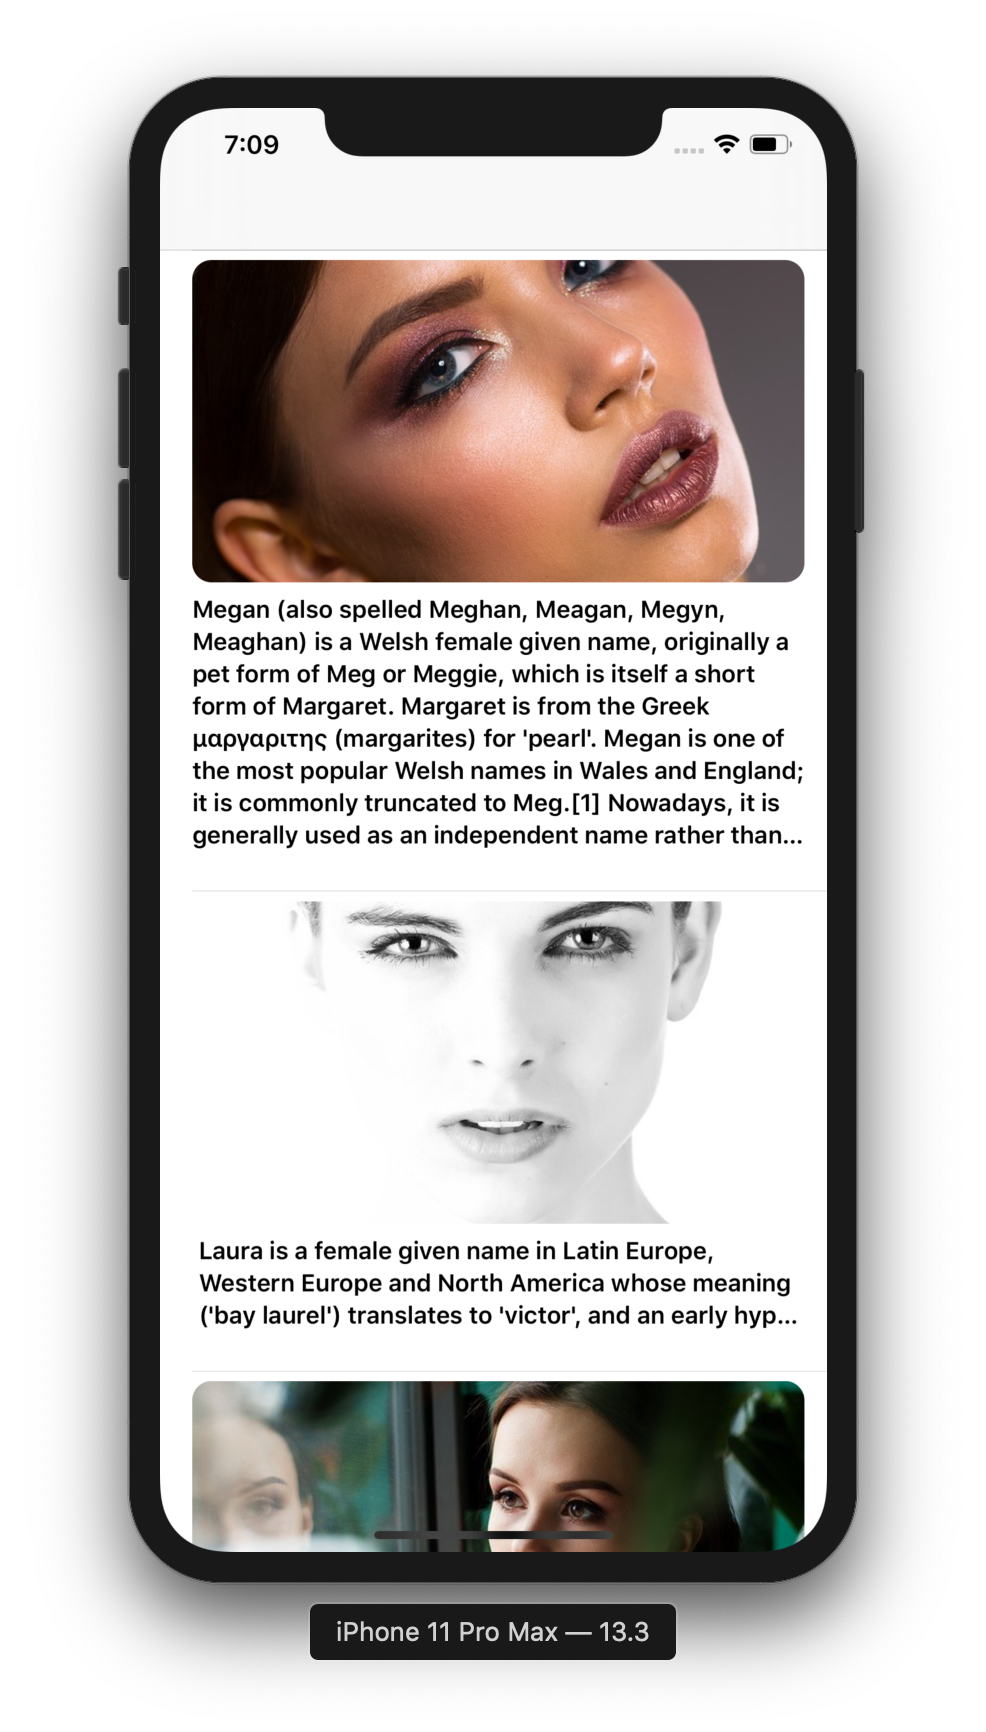 7:09
Megan (also spelled Meghan, Meagan, Megyn,
Meaghan) is a Welsh female given name, originally a
pet form of Meg or Meggie, which is itself a short
form of Margaret. Margaret is from the Greek
μαργαριτης (margarites) for 'pearl'. Megan is one of
the most popular Welsh names in Wales and England;
it is commonly truncated to Meg.[1] Nowadays, it is
generally used as an independent name rather than...
Laura is a female given name in Latin Europe,
Western Europe and North America whose meaning
('bay laurel') translates to 'victor', and an early hyp...
iPhone 11 Pro Max — 13.3